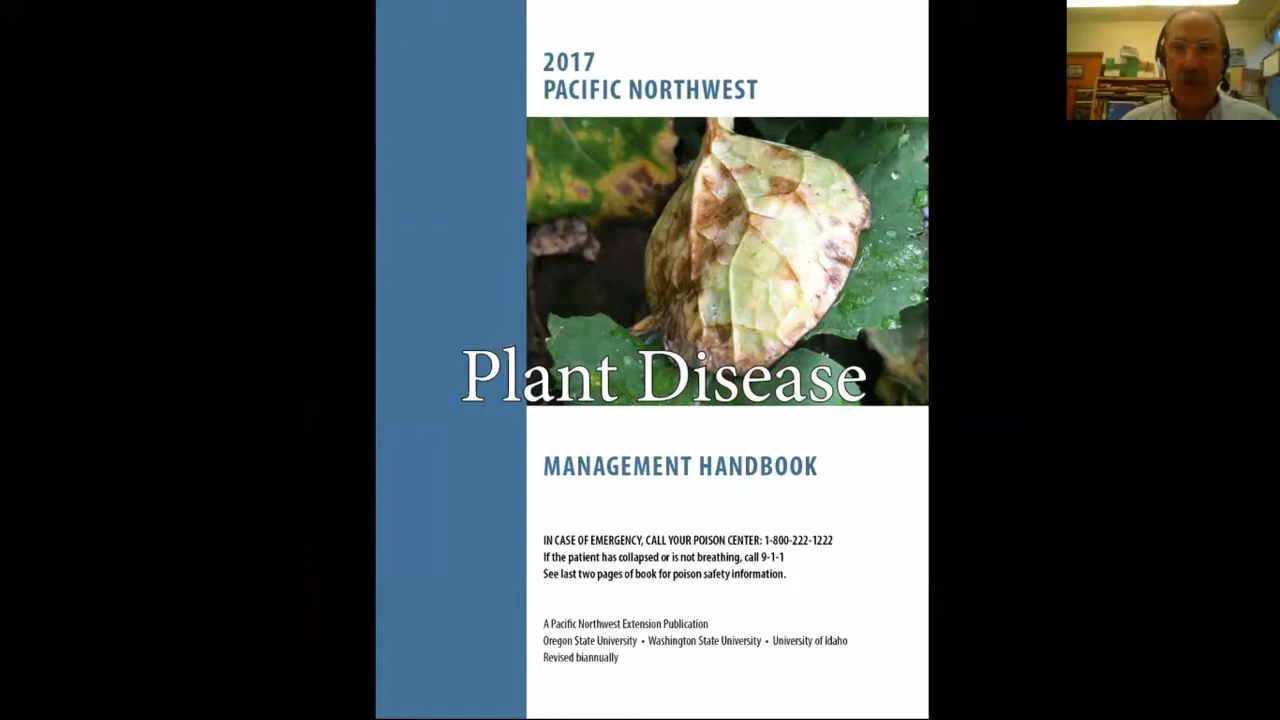 2017
PACIFIC NORTHWEST
Plant Disease
MANAGEMENT HANDBOOK
IN CASE OF EMERGENCY, CALL YOUR POISON CENTER: 1-800-222-1222
If the patient has collapsed or is not breathing, call 9-1-1
See last two pages of book for poison safety information.
A Pacific Northwest Extension Publication
Oregon State University • Washington State University • University of Idaho
Revised biannually